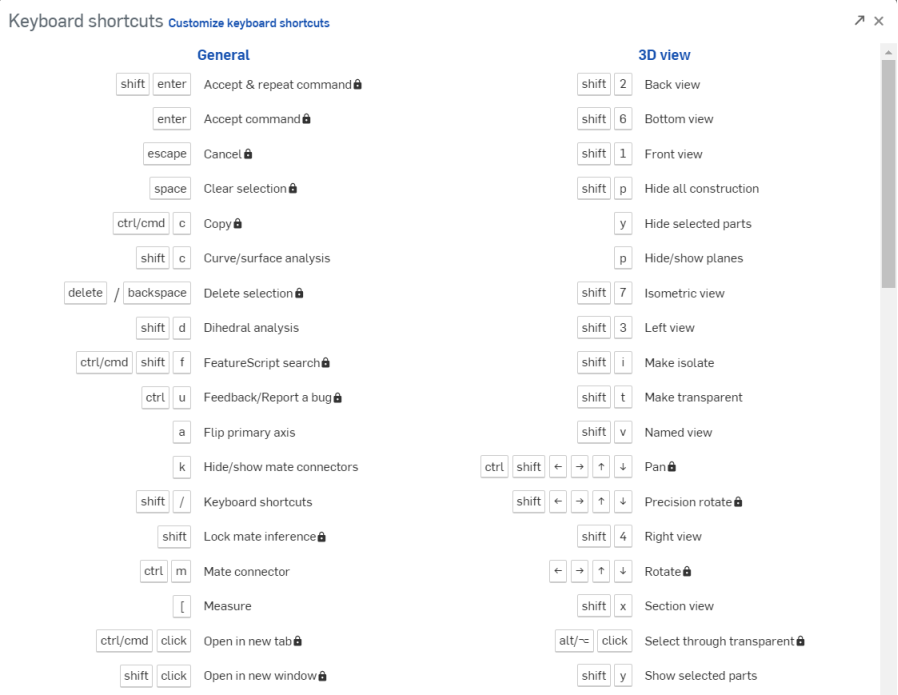 Keyboard shortcuts Customize keyboard shortcuts
General
shift enter Accept & repeat command
enter Accept command
escape Cancel
space Clear selection
ctrl/cmd c Copy
shift c Curve/surface analysis
delete / backspace Delete selection
shift d Dihedral analysis
ctrl/cmd shift f FeatureScript search
ctrl u Feedback/Report a bug
a Flip primary axis
k Hide/show mate connectors
shift / Keyboard shortcuts
shift Lock mate inference
ctrl m Mate connector
[ Measure
ctrl/cmd click Open in new tab
shift click Open in new window
3D view
shift 2 Back view
shift 6 Bottom view
shift 1 Front view
shift p Hide all construction
y Hide selected parts
p Hide/show planes
shift 7 Isometric view
shift 3 Left view
shift i Make isolate
shift t Make transparent
shift v Named view
ctrl shift ← → ↑ ↓ Pan
shift ← → ↑ ↓ Precision rotate
shift 4 Right view
← → ↑ ↓ Rotate
shift x Section view
alt/⌥ click Select through transparent
shift y Show selected parts